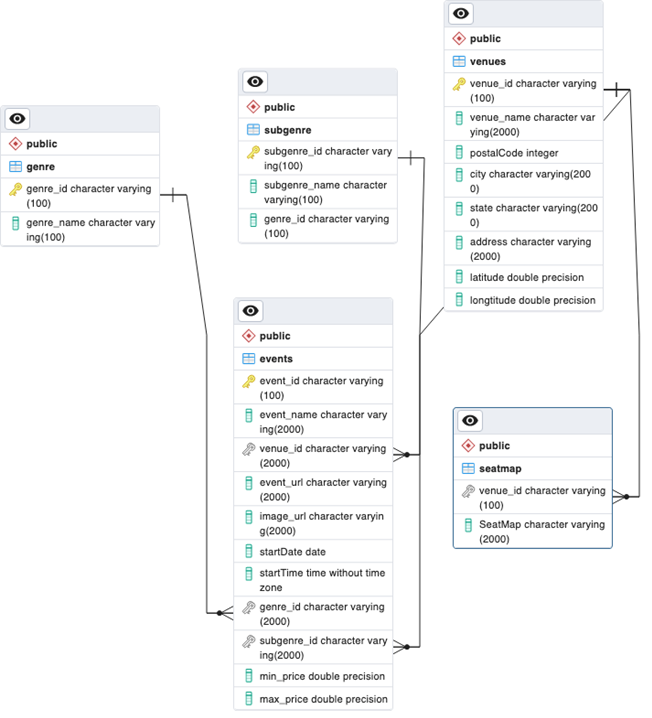 public
genre
genre_id character varying
(100)
genre_name character vary
ing(100)
public
subgenre
subgenre_id character vary
ing(100)
subgenre_name character
varying(100)
genre_id character varying
(100)
public
venues
venue_id character varying
(100)
venue_name character var
ying(2000)
postalCode integer
city character varying(200
0)
state character varying(200
0)
address character varying
(2000)
latitude double precision
longtitude double precision
public
events
event_id character varying
(100)
event_name character vary
ing(2000)
venue_id character varying
(2000)
event_url character varying
(2000)
image_url character varyin
g(2000)
startDate date
startTime time without time
zone
genre_id character varying
(2000)
subgenre_id character vary
ing(2000)
min_price double precision
max_price double precision
public
seatmap
venue_id character varying
(100)
SeatMap character varying
(2000)